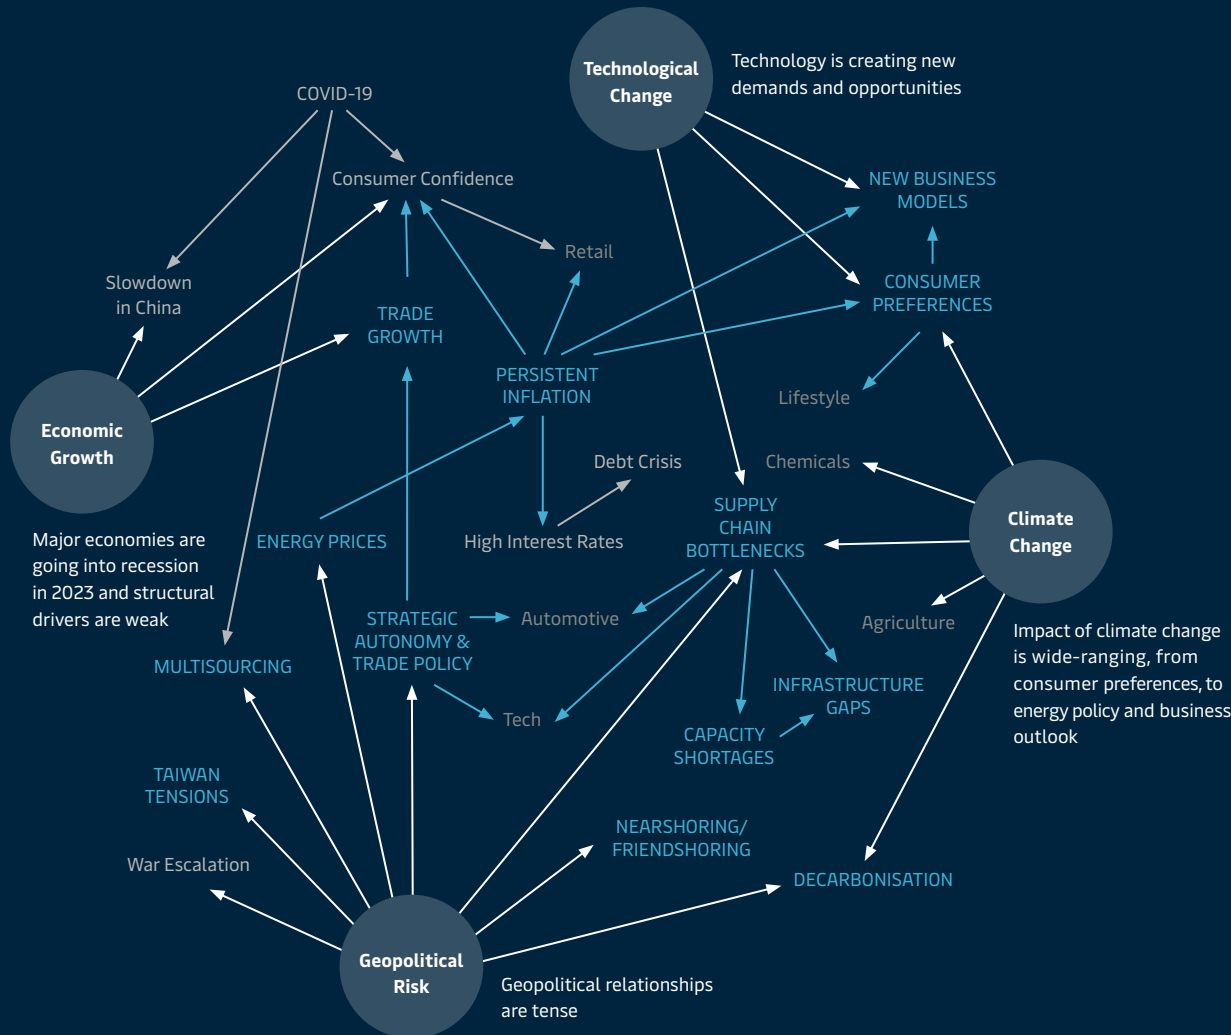 Technological
Change
Technology is creating new
demands and opportunities
COVID-19
Consumer Confidence
NEW BUSINESS
MODELS
Retail
Slowdown
in China
CONSUMER
PREFERENCES
TRADE
GROWTH
PERSISTENT
INFLATION
Lifestyle
Economic
Growth
Debt Crisis
Chemicals
SUPPLY
CHAIN
BOTTLENECKS
Climate
Change
Major economies are
going into recession
in 2023 and structural
drivers are weak
ENERGY PRICES
High Interest Rates
STRATEGIC
AUTONOMY &
TRADE POLICY
Automotive
Agriculture
Impact of climate change
is wide-ranging, from
consumer preferences, to
energy policy and business
outlook
MULTISOURCING
INFRASTRUCTURE
GAPS
Tech
CAPACITY
SHORTAGES
TAIWAN
TENSIONS
NEARSHORING/
FRIENDSHORING
War Escalation
DECARBONISATION
Geopolitical
Risk
Geopolitical relationships
are tense